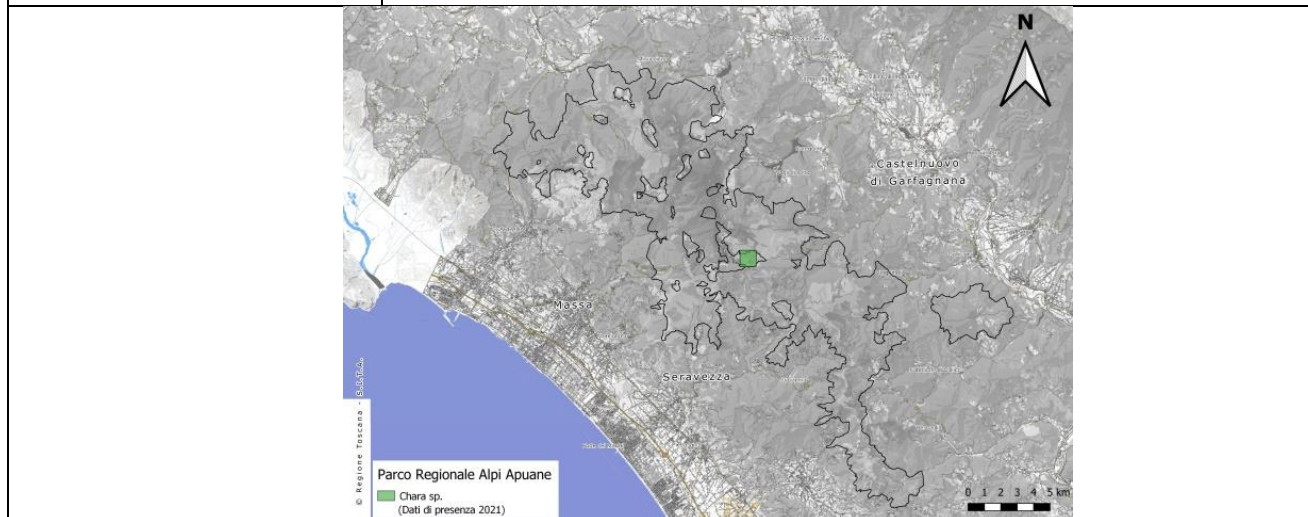 N
Castelnuovo
di Garfagnana
Massa
Seravezza
© Regione Toscana - S.I.T.A.
Parco Regionale Alpi Apuane
Chara sp.
(Dati di presenza 2021)
0 1 2 3 4 5 km